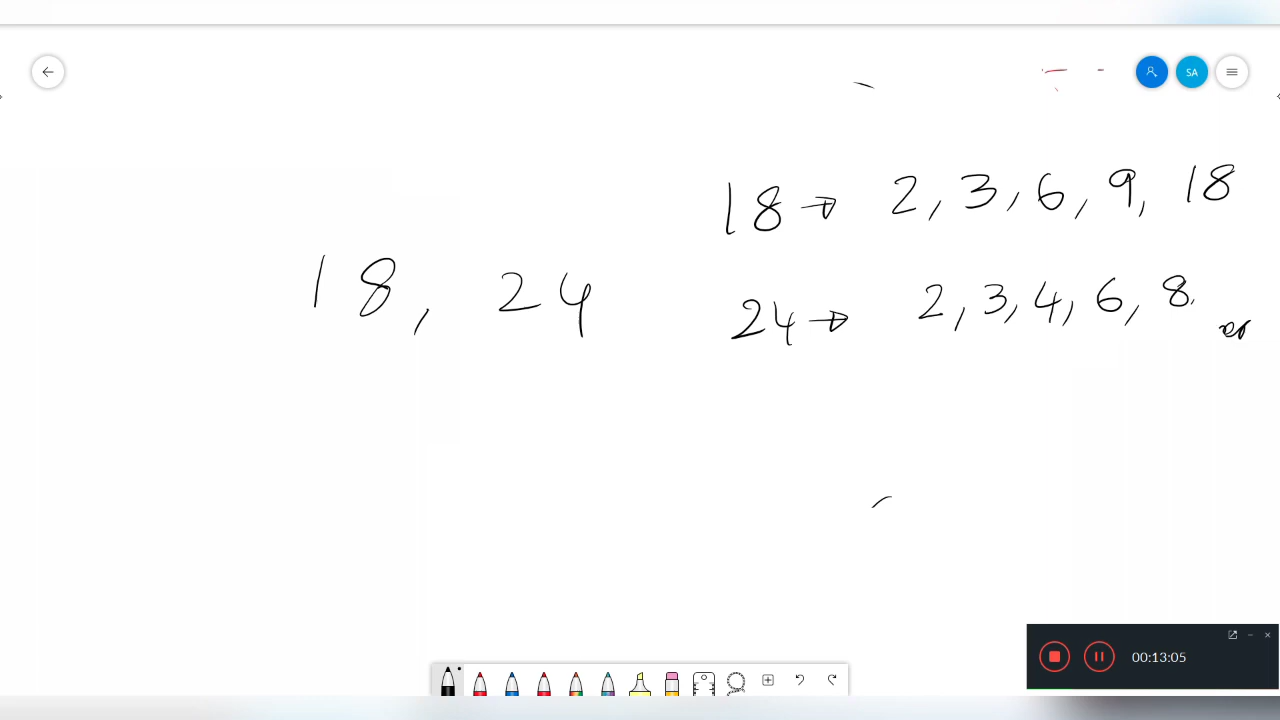 SA
18 → 2, 3, 6, 9, 18
18, 24
24 → 2, 3, 4, 6, 8,
00:13:05